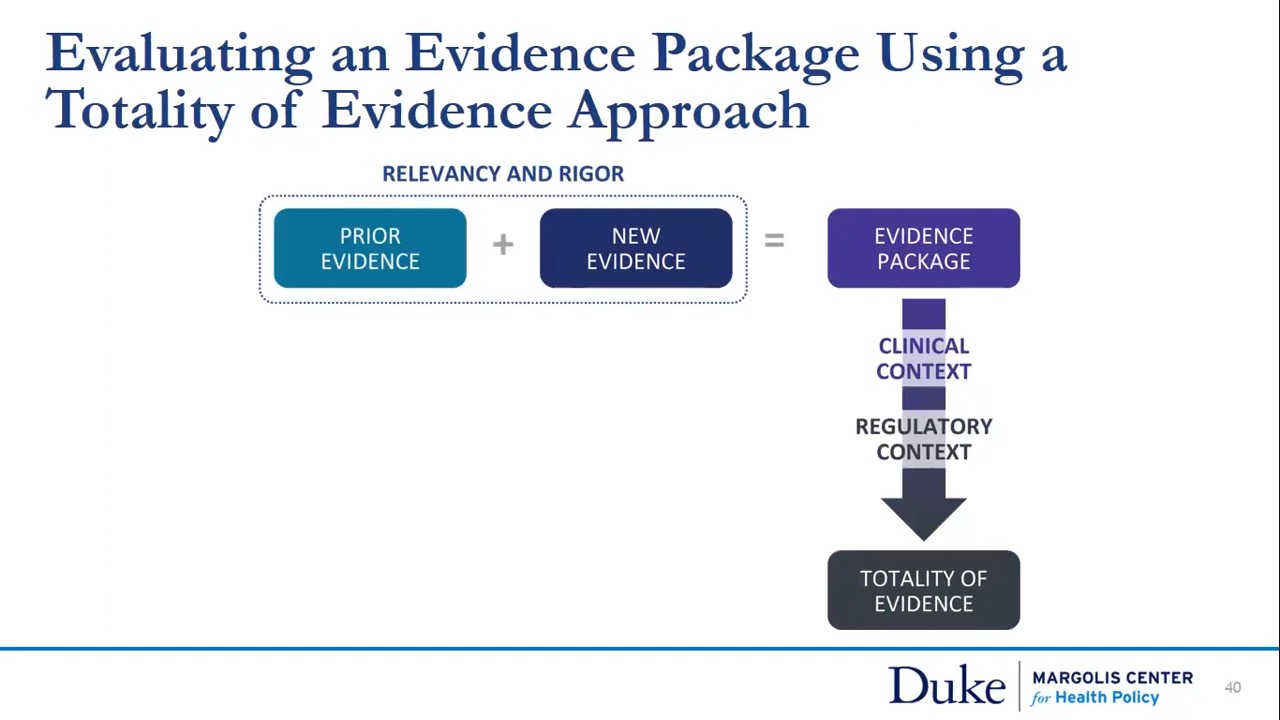 Evaluating an Evidence Package Using a
Totality of Evidence Approach
RELEVANCY AND RIGOR
PRIOR
EVIDENCE
+
NEW
EVIDENCE
=
EVIDENCE
PACKAGE
CLINICAL
CONTEXT
REGULATORY
CONTEXT
TOTALITY OF
EVIDENCE
Duke
MARGOLIS CENTER
for Health Policy
40